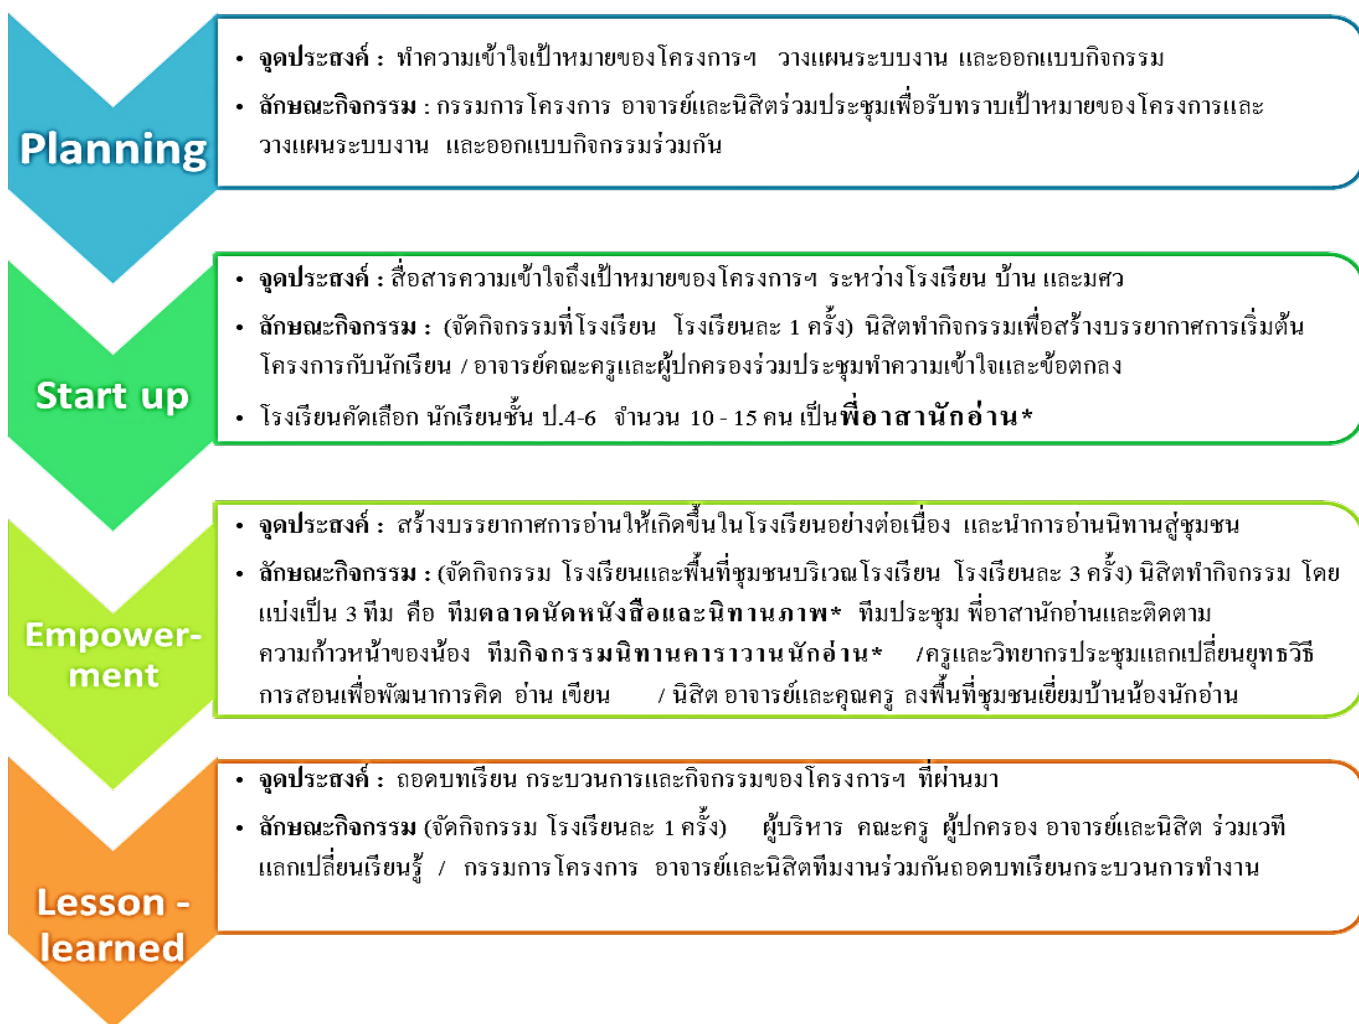 Planning
• จุดประสงค์ : ทำความเข้าใจเป้าหมายของโครงการฯ วางแผนระบบงาน และออกแบบกิจกรรม
• ลักษณะกิจกรรม : กรรมการโครงการ อาจารย์และนิสิตร่วมประชุมเพื่อรับทราบเป้าหมายของโครงการและ
วางแผนระบบงาน และออกแบบกิจกรรมร่วมกัน
Start up
• จุดประสงค์ : สื่อสารความเข้าใจถึงเป้าหมายของโครงการฯ ระหว่างโรงเรียน บ้าน และมศว
• ลักษณะกิจกรรม : (จัดกิจกรรมที่โรงเรียน โรงเรียนละ 1 ครั้ง) นิสิตทำกิจกรรมเพื่อสร้างบรรยากาศการเริ่มต้น
โครงการกับนักเรียน / อาจารย์คณะครูและผู้ปกครองร่วมประชุมทำความเข้าใจและข้อตกลง
• โรงเรียนคัดเลือก นักเรียนชั้น ป.4-6 จำนวน 10 - 15 คน เป็นพี่อาสานักอ่าน*
Empower-
ment
• จุดประสงค์ : สร้างบรรยากาศการอ่านให้เกิดขึ้นในโรงเรียนอย่างต่อเนื่อง และนำการอ่านนิทานสู่ชุมชน
• ลักษณะกิจกรรม : (จัดกิจกรรม โรงเรียนและพื้นที่ชุมชนบริเวณโรงเรียน โรงเรียนละ 3 ครั้ง) นิสิตทำกิจกรรม โดย
แบ่งเป็น 3 ทีม คือ ทีมตลาดนัดหนังสือและนิทานภาพ* ทีมประชุม พี่อาสานักอ่านและติดตาม
ความก้าวหน้าของน้อง ทีมกิจกรรมนิทานคาราวานนักอ่าน* /ครูและวิทยากรประชุมแลกเปลี่ยนยุทธวิธี
การสอนเพื่อพัฒนาการคิด อ่าน เขียน / นิสิต อาจารย์และคุณครู ลงพื้นที่ชุมชนเยี่ยมบ้านน้องนักอ่าน
Lesson -
learned
• จุดประสงค์ : ถอดบทเรียน กระบวนการและกิจกรรมของโครงการฯ ที่ผ่านมา
• ลักษณะกิจกรรม (จัดกิจกรรม โรงเรียนละ 1 ครั้ง) ผู้บริหาร คณะครู ผู้ปกครอง อาจารย์และนิสิต ร่วมเวที
แลกเปลี่ยนเรียนรู้ / กรรมการโครงการ อาจารย์และนิสิตทีมงานร่วมกันถอดบทเรียนกระบวนการทำงาน